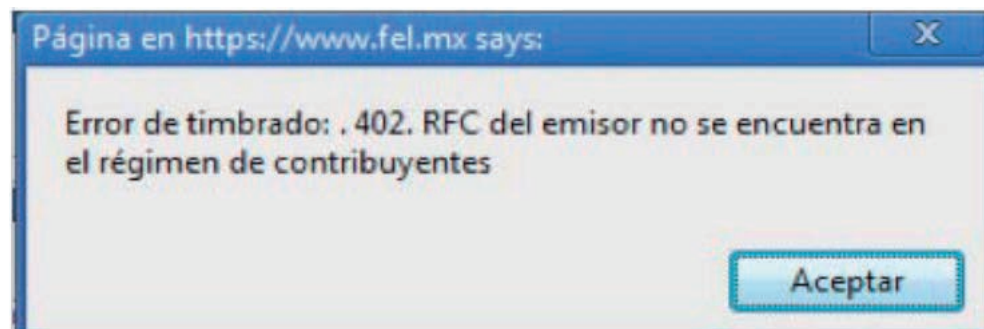 Página en https://www.fel.mx says:
Error de timbrado: . 402. RFC del emisor no se encuentra en
el régimen de contribuyentes
Aceptar